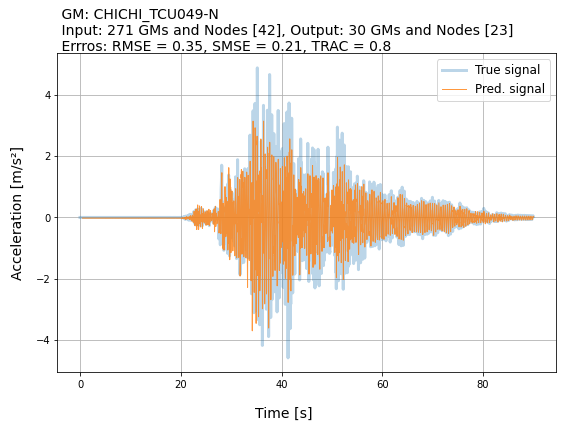 GM: CHICHI_TCU049-N
Input: 271 GMs and Nodes [42], Output: 30 GMs and Nodes [23]
Errros: RMSE = 0.35, SMSE = 0.21, TRAC = 0.8
True signal
Pred. signal
4
2
0
−2
−4
Acceleration [m/s²]
0 20 40 60 80
Time [s]